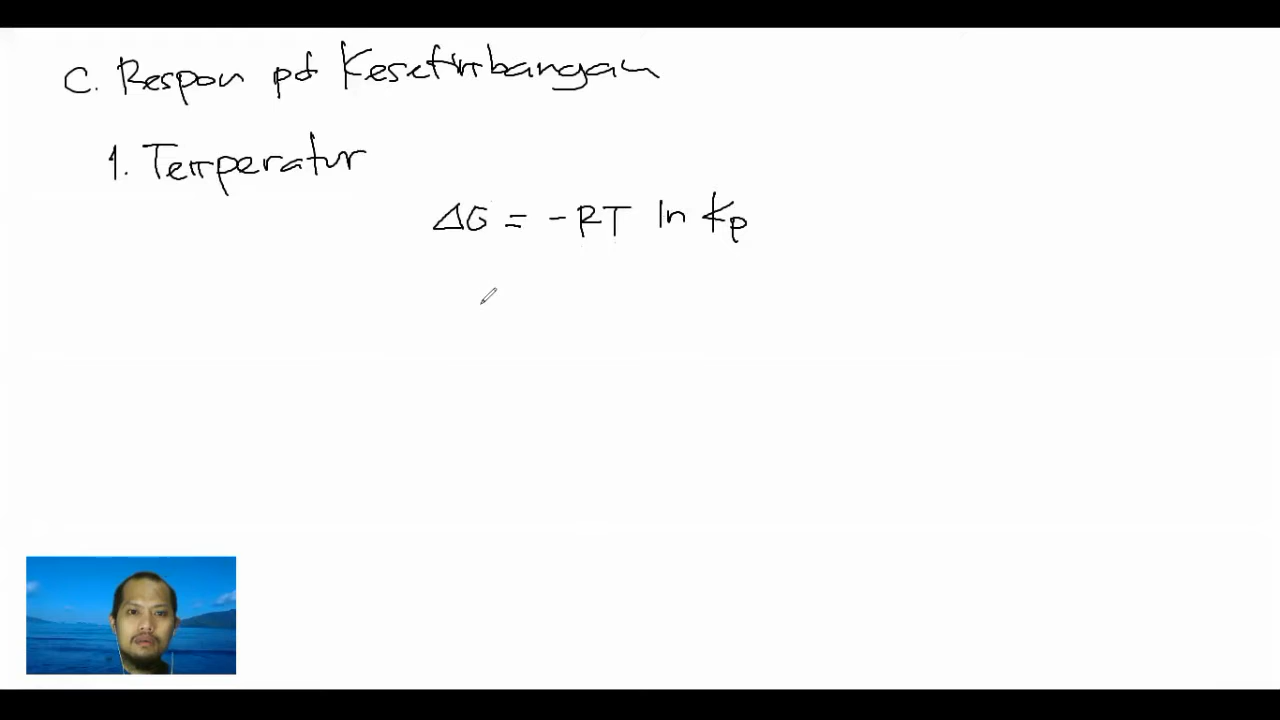 C. Respon pd Kesetimbangan
1. Temperatur
ΔG = -RT ln Kp